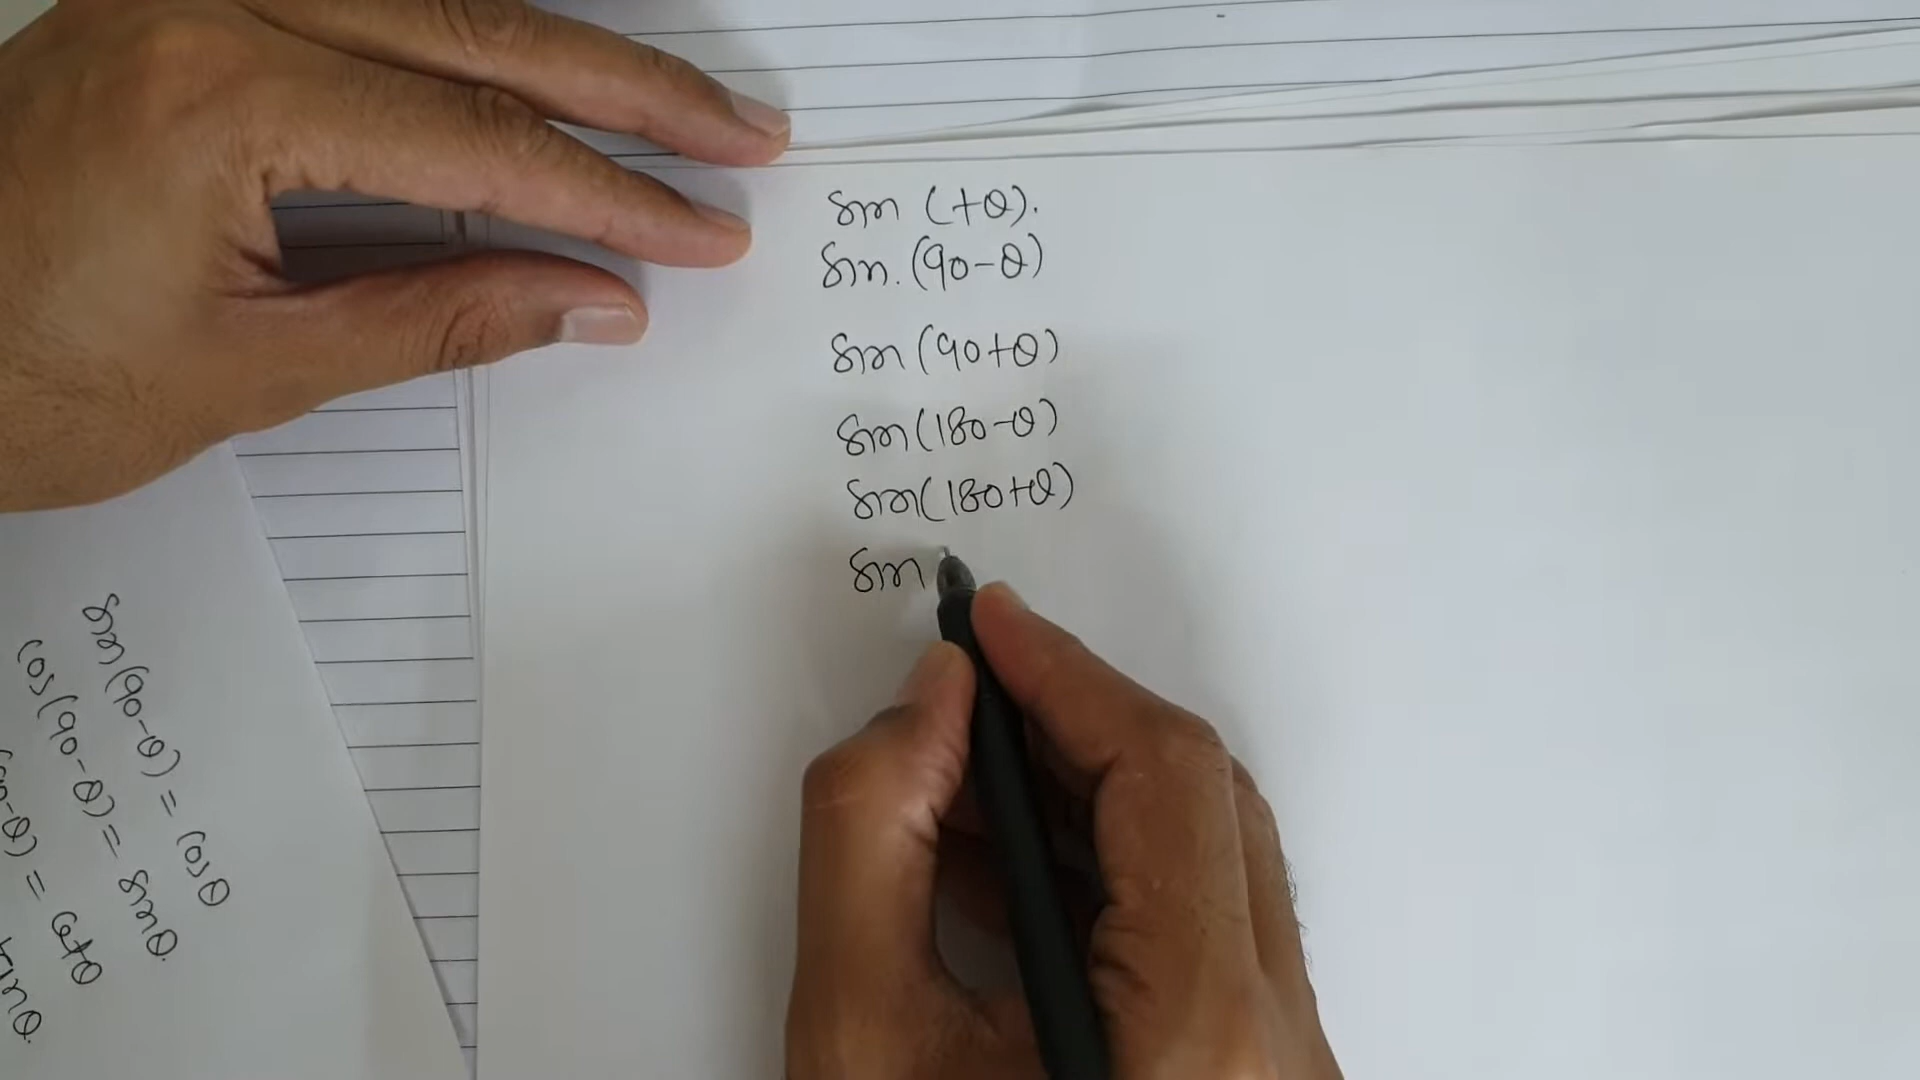 sin (+θ).
sin. (90-θ)
sin (90+θ)
sin (180-θ)
sin (180+θ)
sin
sin (90-θ) = cosθ
cos (90-θ) = sinθ.
-θ) = cotθ